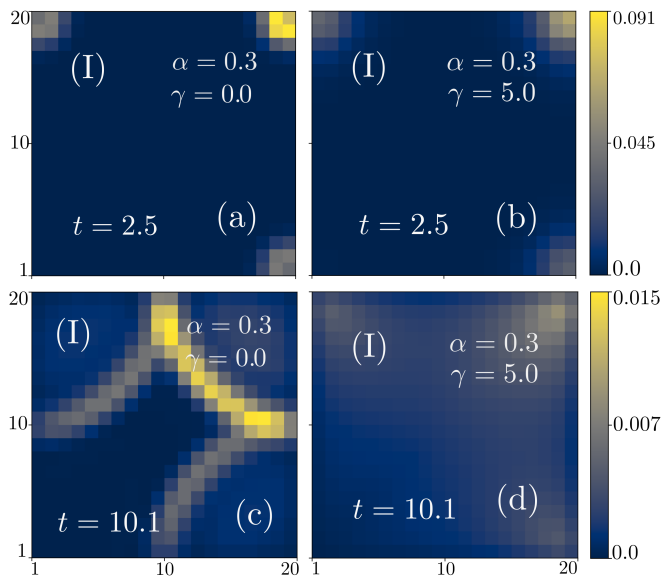 20
(I)
α = 0.3
γ = 0.0
10
t = 2.5
(a)
1
(I)
α = 0.3
γ = 5.0
t = 2.5
(b)
0.091
0.045
0.0
20
(I)
α = 0.3
γ = 0.0
10
t = 10.1
(c)
1
1
10
20
(I)
α = 0.3
γ = 5.0
t = 10.1
(d)
1
10
20
0.015
0.007
0.0